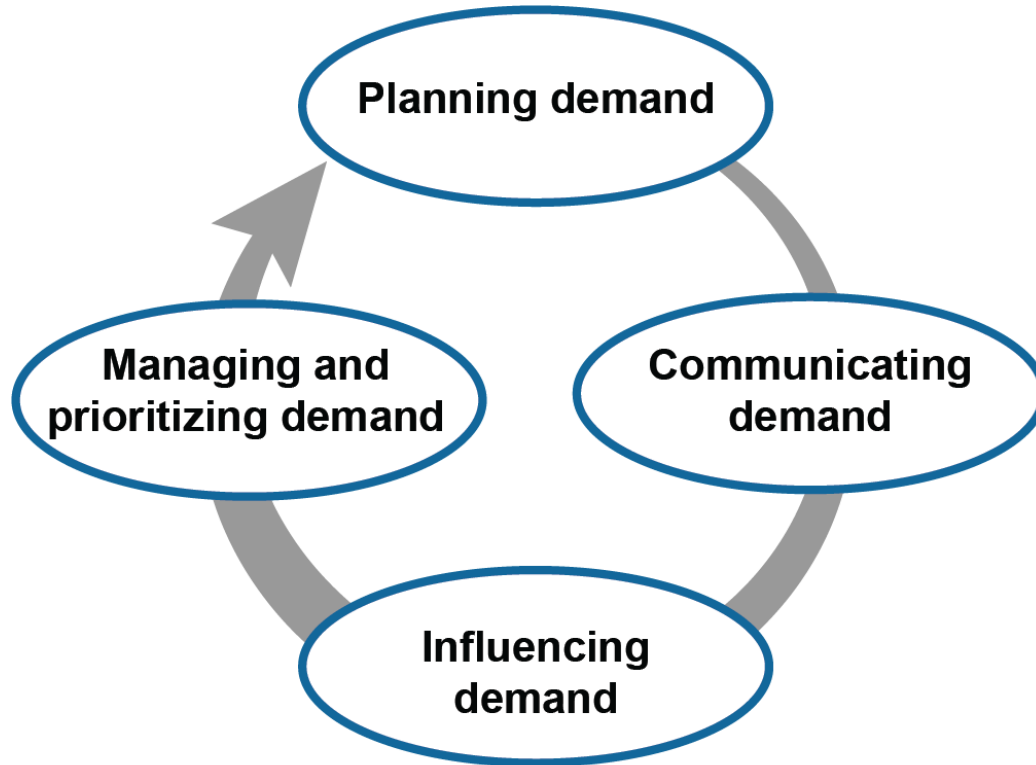 Planning demand
Managing and
prioritizing demand
Communicating
demand
Influencing
demand